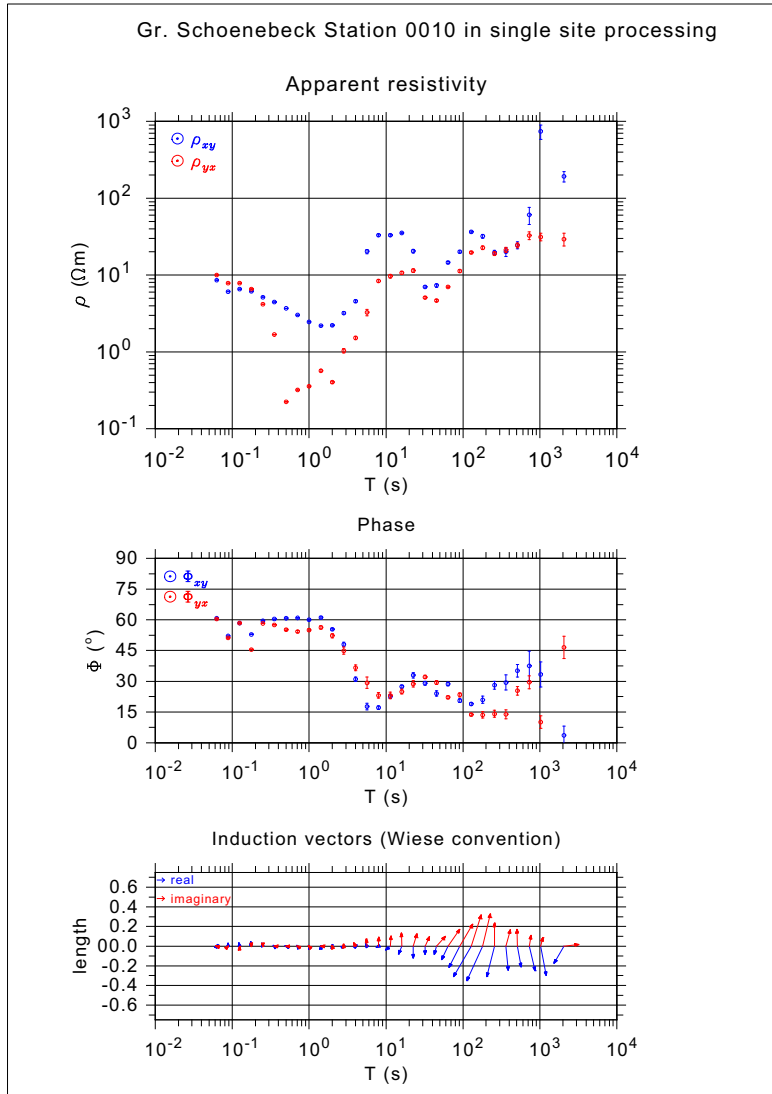 Gr. Schoenebeck Station 0010 in single site processing
Apparent resistivity
ρxy
ρyx
10^3
10^2
10^1
10^0
10^-1
ρ (Ωm)
10^-2 10^-1 10^0 10^1 10^2 10^3 10^4
T (s)
Phase
Φxy
Φyx
90
75
60
45
30
15
0
Φ (°)
10^-2 10^-1 10^0 10^1 10^2 10^3 10^4
T (s)
Induction vectors (Wiese convention)
real
imaginary
0.6
0.4
0.2
00.0
-0.2
-0.4
-0.6
length
10^-2 10^-1 10^0 10^1 10^2 10^3 10^4
T (s)